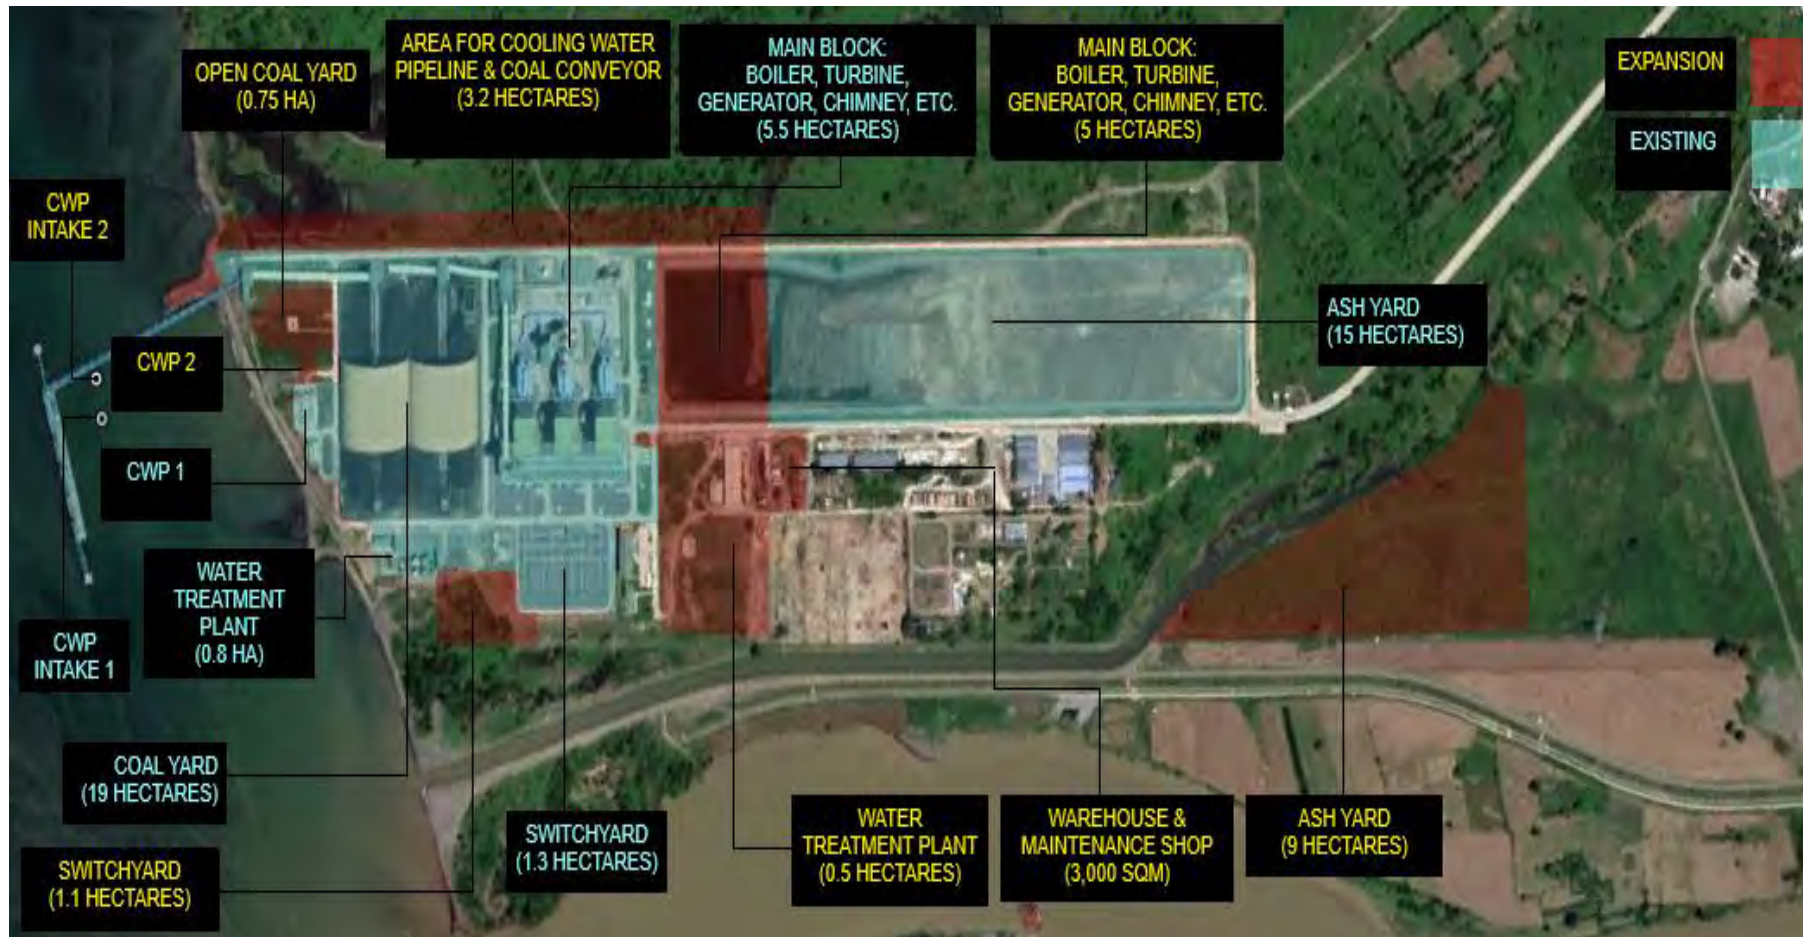 OPEN COAL YARD
(0.75 HA)
AREA FOR COOLING WATER
PIPELINE & COAL CONVEYOR
(3.2 HECTARES)
MAIN BLOCK:
BOILER, TURBINE,
GENERATOR, CHIMNEY, ETC.
(5.5 HECTARES)
MAIN BLOCK:
BOILER, TURBINE,
GENERATOR, CHIMNEY, ETC.
(5 HECTARES)
EXPANSION
EXISTING
CWP
INTAKE 2
CWP 2
CWP 1
ASH YARD
(15 HECTARES)
WATER
TREATMENT
PLANT
(0.8 HA)
CWP
INTAKE 1
COAL YARD
(19 HECTARES)
SWITCHYARD
(1.1 HECTARES)
SWITCHYARD
(1.3 HECTARES)
WATER
TREATMENT PLANT
(0.5 HECTARES)
WAREHOUSE &
MAINTENANCE SHOP
(3,000 SQM)
ASH YARD
(9 HECTARES)